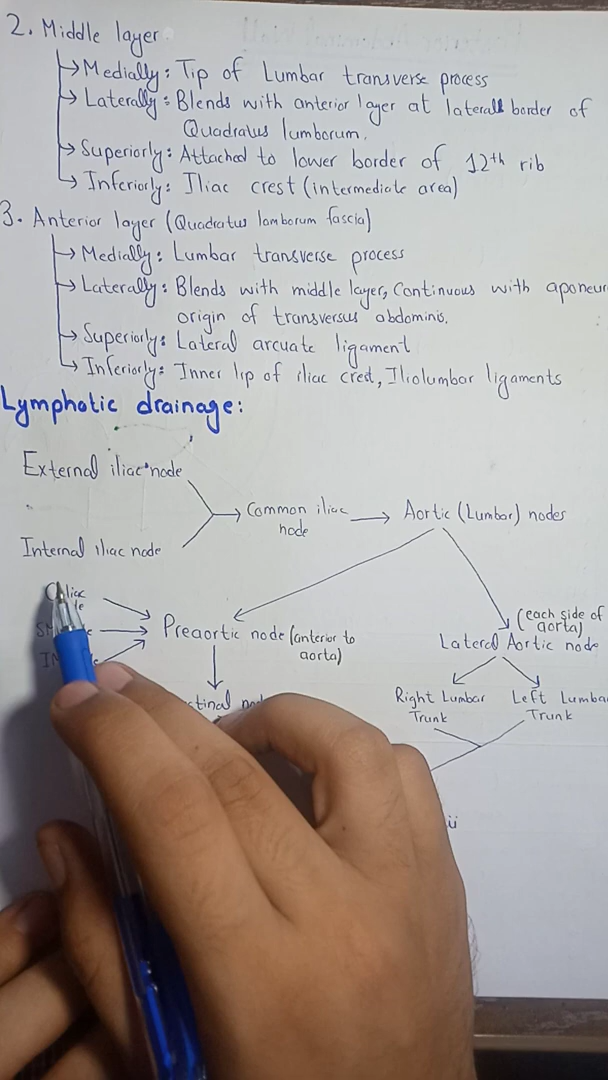 2. Middle layer
Medially: Tip of Lumbar transverse process
Laterally: Blends with anterior layer at laterall border of
Quadratus lumborum.
Superiorly: Attached to lower border of 12th rib
Inferiorly: Iliac crest (intermediate area)
3. Anterior layer (Quadratus lomborum fascia)
Medially: Lumbar transverse process
Laterally: Blends with middle layer, Continuous with aponeur
origin of transversus abdominis.
Superiorly: Lateral arcuate ligament
Inferiorly: Inner lip of iliac crest, Iliolumbar ligaments
Lymphotic drainage:
External iliac node
Common iliac
node
Aortic (Lumbar) nodes
Internal iliac node
Preaortic node (anterior to
aorta)
(each side of
aorta)
Lateral Aortic node
Right Lumbar
Trunk
Left Lumba
Trunk